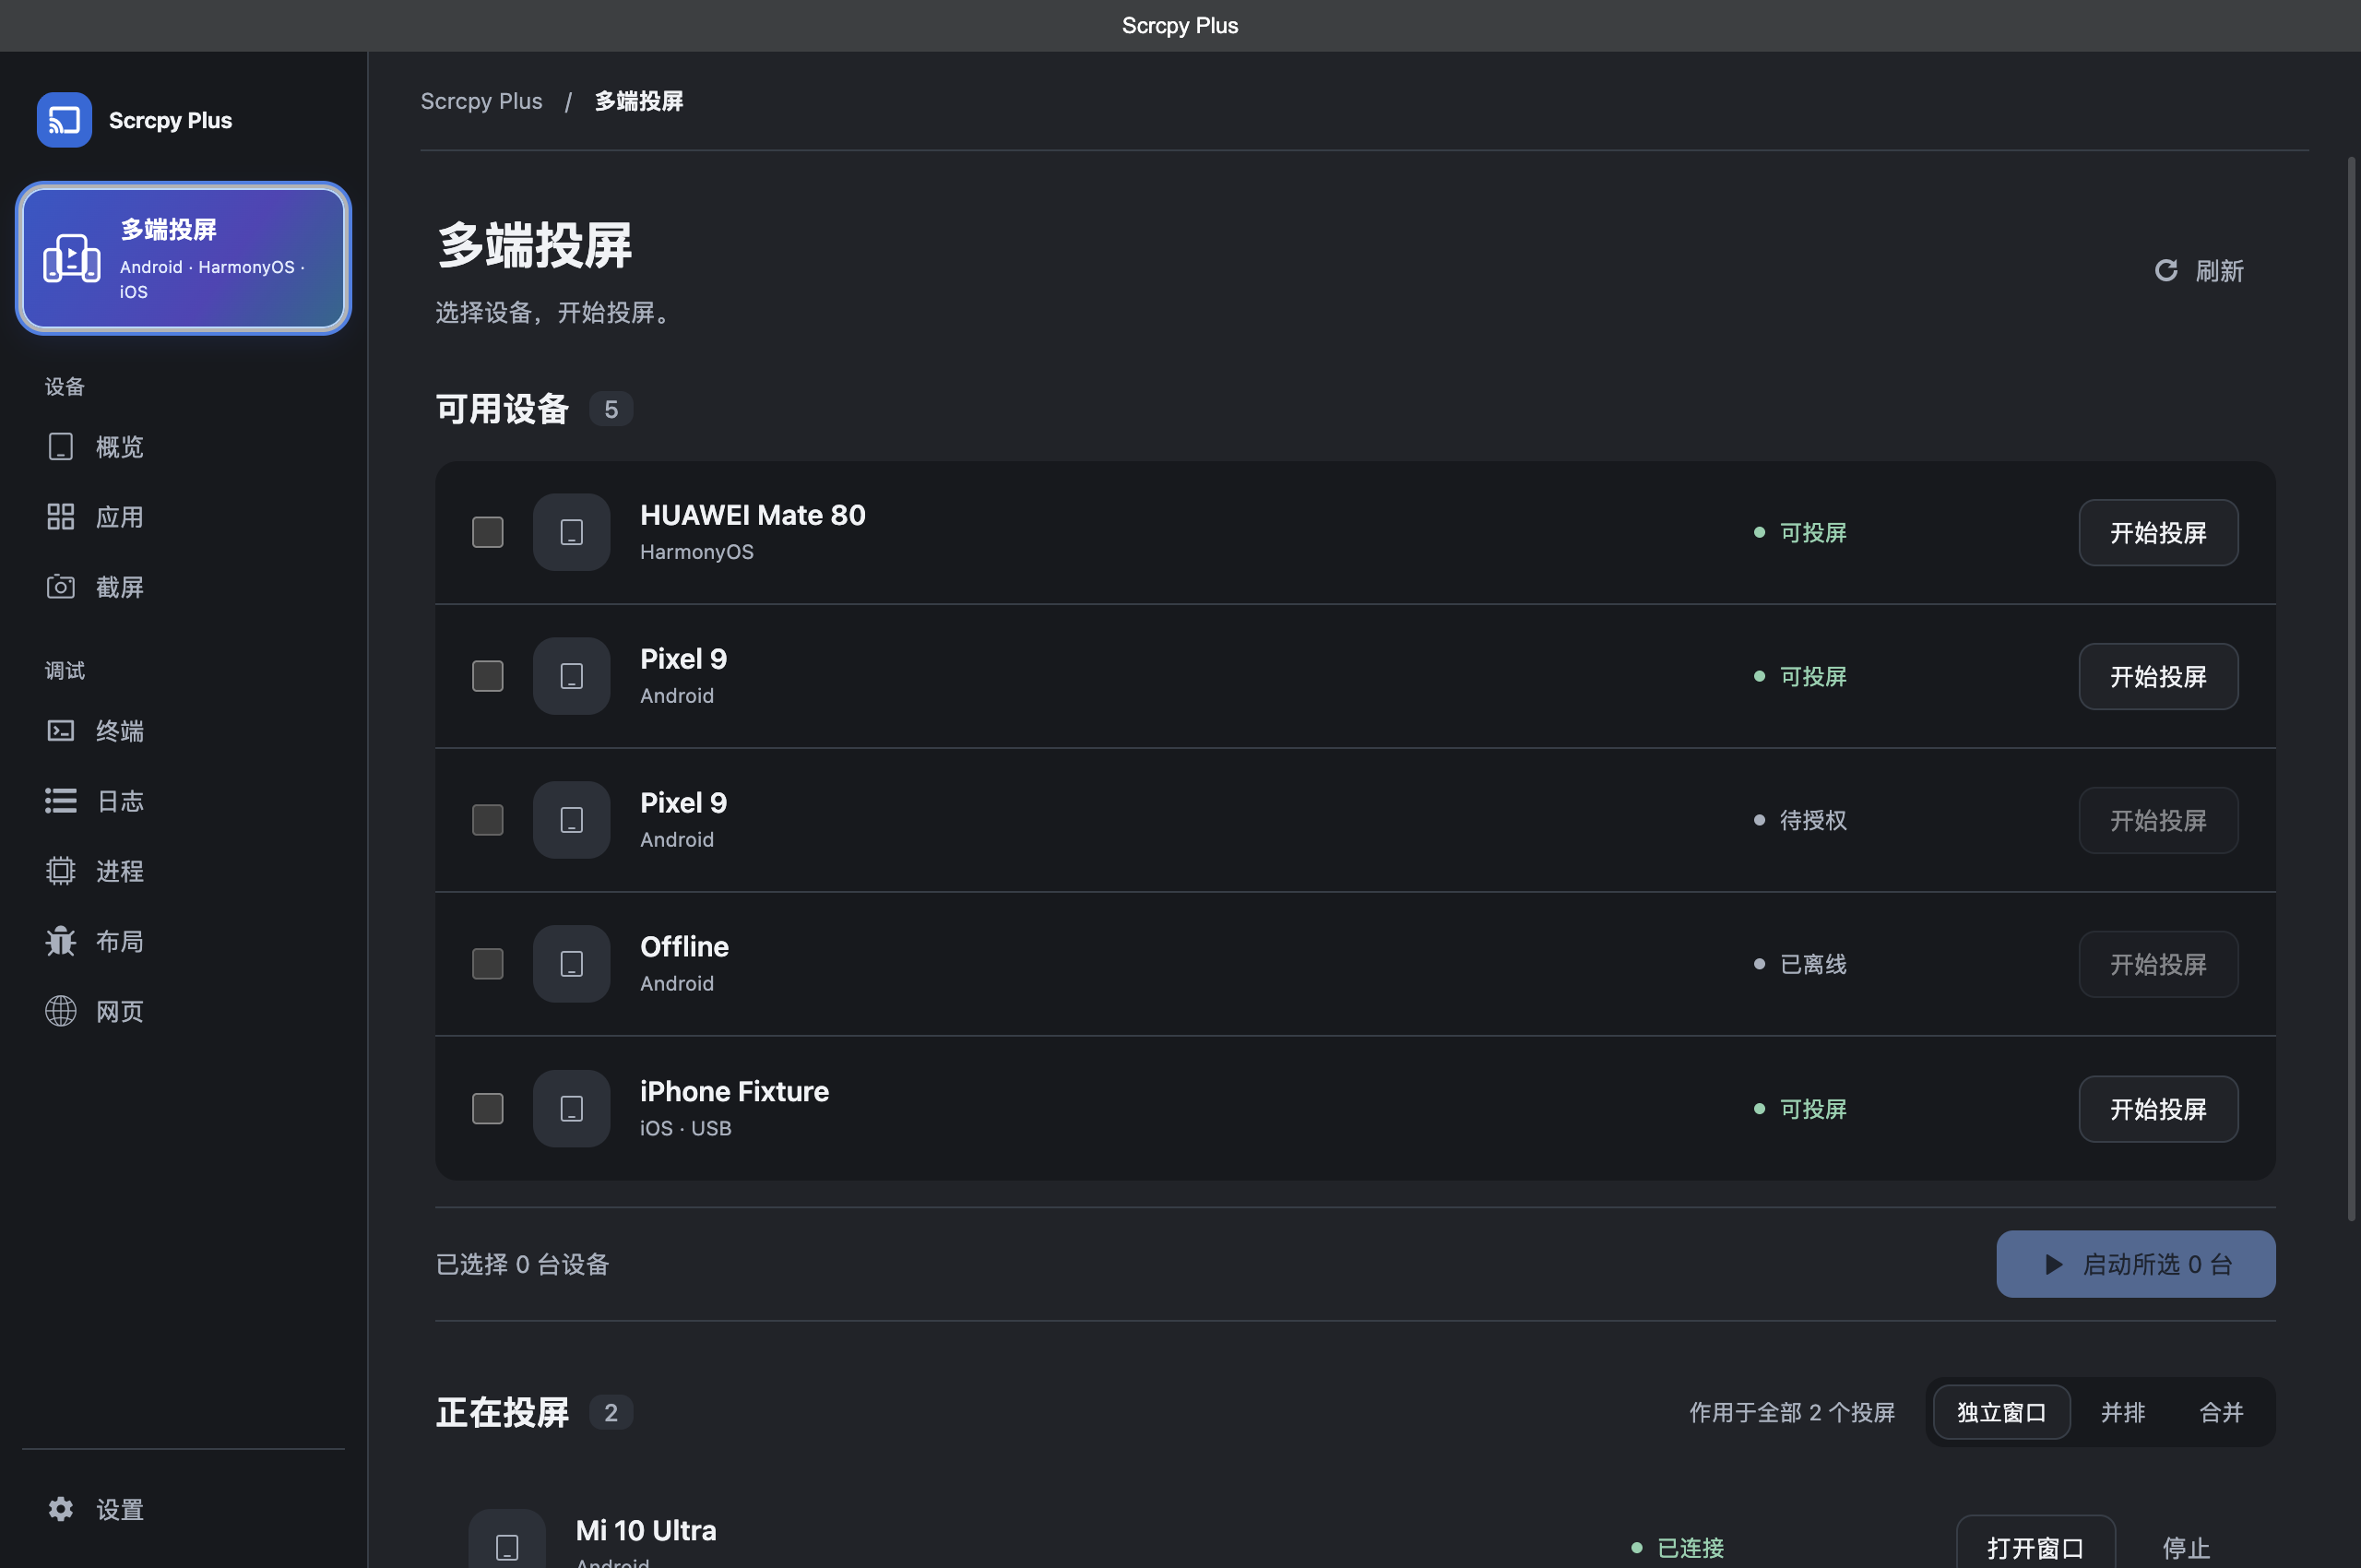 Scrcpy Plus
Scrcpy Plus
多端投屏
Android · HarmonyOS ·
iOS
设备
概览
应用
截屏
调试
终端
日志
进程
布局
网页
设置
Scrcpy Plus / 多端投屏
多端投屏
选择设备，开始投屏。
刷新
可用设备 5
HUAWEI Mate 80
HarmonyOS
可投屏
开始投屏
Pixel 9
Android
可投屏
开始投屏
Pixel 9
Android
待授权
开始投屏
Offline
Android
已离线
开始投屏
iPhone Fixture
iOS · USB
可投屏
开始投屏
已选择 0 台设备
启动所选 0 台
正在投屏 2
作用于全部 2 个投屏
独立窗口
并排
合并
Mi 10 Ultra
Android
已连接
打开窗口
停止